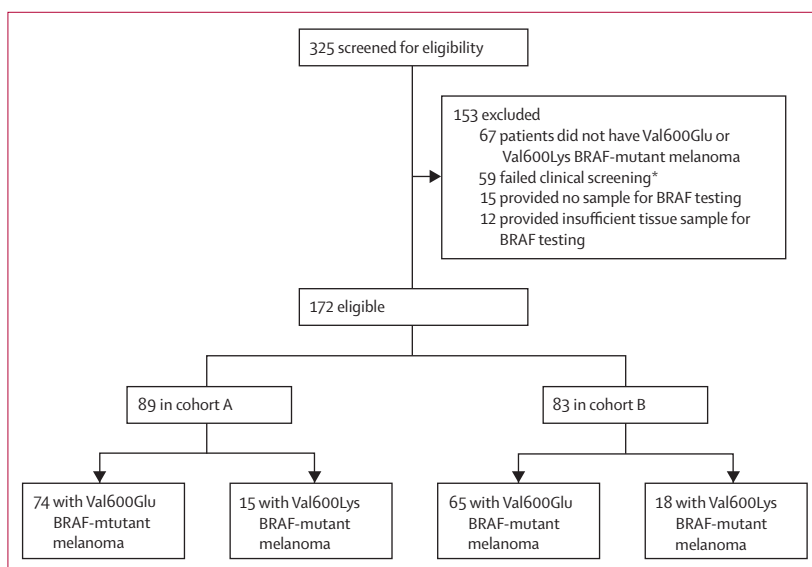 325 screened for eligibility
153 excluded
67 patients did not have Val600Glu or
Val600Lys BRAF-mutant melanoma
59 failed clinical screening*
15 provided no sample for BRAF testing
12 provided insufficient tissue sample for
BRAF testing
172 eligible
89 in cohort A
83 in cohort B
74 with Val600Glu
BRAF-mtutant
melanoma
15 with Val600Lys
BRAF-mutant
melanoma
65 with Val600Glu
BRAF-mutant
melanoma
18 with Val600Lys
BRAF-mutant
melanoma